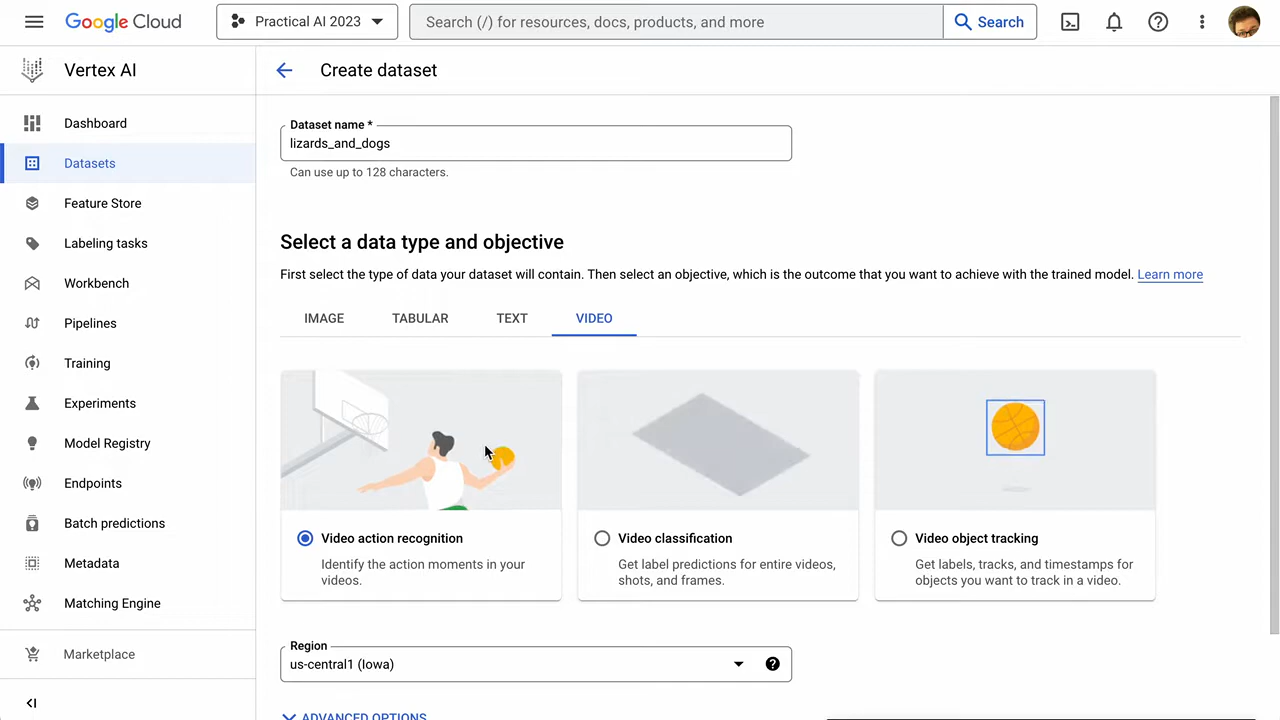 Google Cloud
Practical AI 2023
Search (/) for resources, docs, products, and more
Search
Vertex AI
Create dataset
Dashboard
Datasets
Feature Store
Labeling tasks
Workbench
Pipelines
Training
Experiments
Model Registry
Endpoints
Batch predictions
Metadata
Matching Engine
Marketplace
Dataset name *
lizards_and_dogs
Can use up to 128 characters.
Select a data type and objective
First select the type of data your dataset will contain. Then select an objective, which is the outcome that you want to achieve with the trained model. Learn more
IMAGE
TABULAR
TEXT
VIDEO
Video action recognition
Identify the action moments in your
videos.
Video classification
Get label predictions for entire videos,
shots, and frames.
Video object tracking
Get labels, tracks, and timestamps for
objects you want to track in a video.
Region
us-central1 (Iowa)
ADVANCED OPTIONS